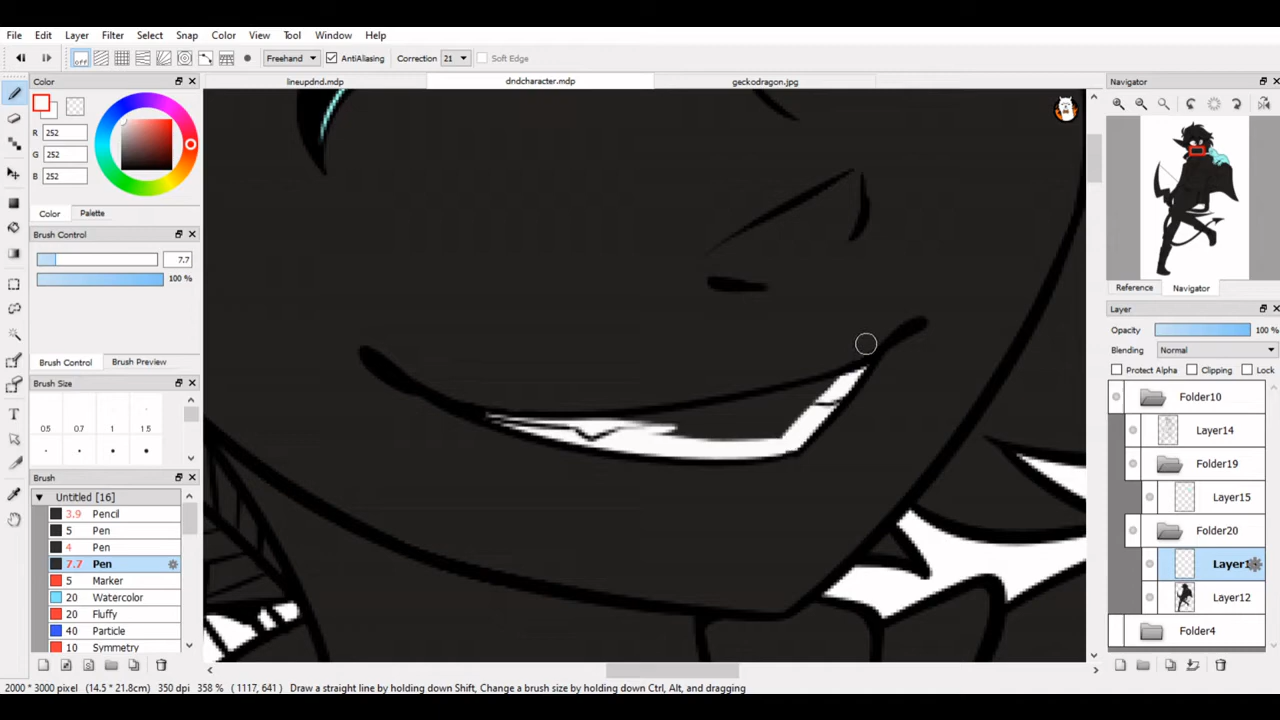 File Edit Layer Filter Select Snap Color View Tool Window Help
off Freehand AntiAliasing Correction 21 Soft Edge
Color
lineupdnd.mdp dndcharacter.mdp geckodragon.jpg
Navigator
R 252
G 252
B 252
Color Palette
Brush Control
7.7
100 %
Reference Navigator
Layer
Opacity 100 %
Blending Normal
Protect Alpha Clipping Lock
Brush Control Brush Preview
Brush Size
0.5 0.7 1 1.5
Folder10
Layer14
Folder19
Layer15
Folder20
Layer1
Layer12
Folder4
Brush
Untitled [16]
3.9 Pencil
5 Pen
4 Pen
7.7 Pen
5 Marker
20 Watercolor
20 Fluffy
40 Particle
10 Symmetry
2000 * 3000 pixel (14.5 * 21.8cm) 350 dpi 358 % ( 1117, 641 ) Draw a straight line by holding down Shift, Change a brush size by holding down Ctrl, Alt, and dragging